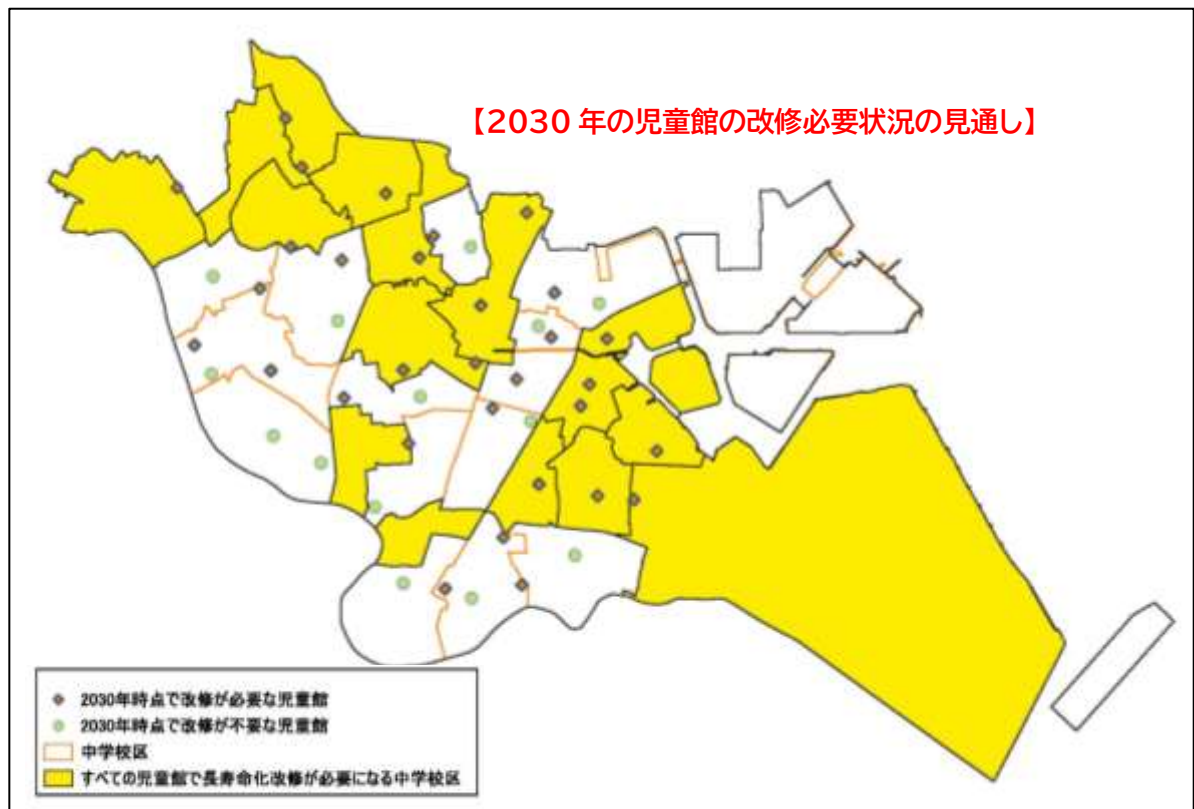 【2030年の児童館の改修必要状況の見通し】
2030年時点で改修が必要な児童館
2030年時点で改修が不要な児童館
中学校区
すべての児童館で長寿命化改修が必要になる中学校区